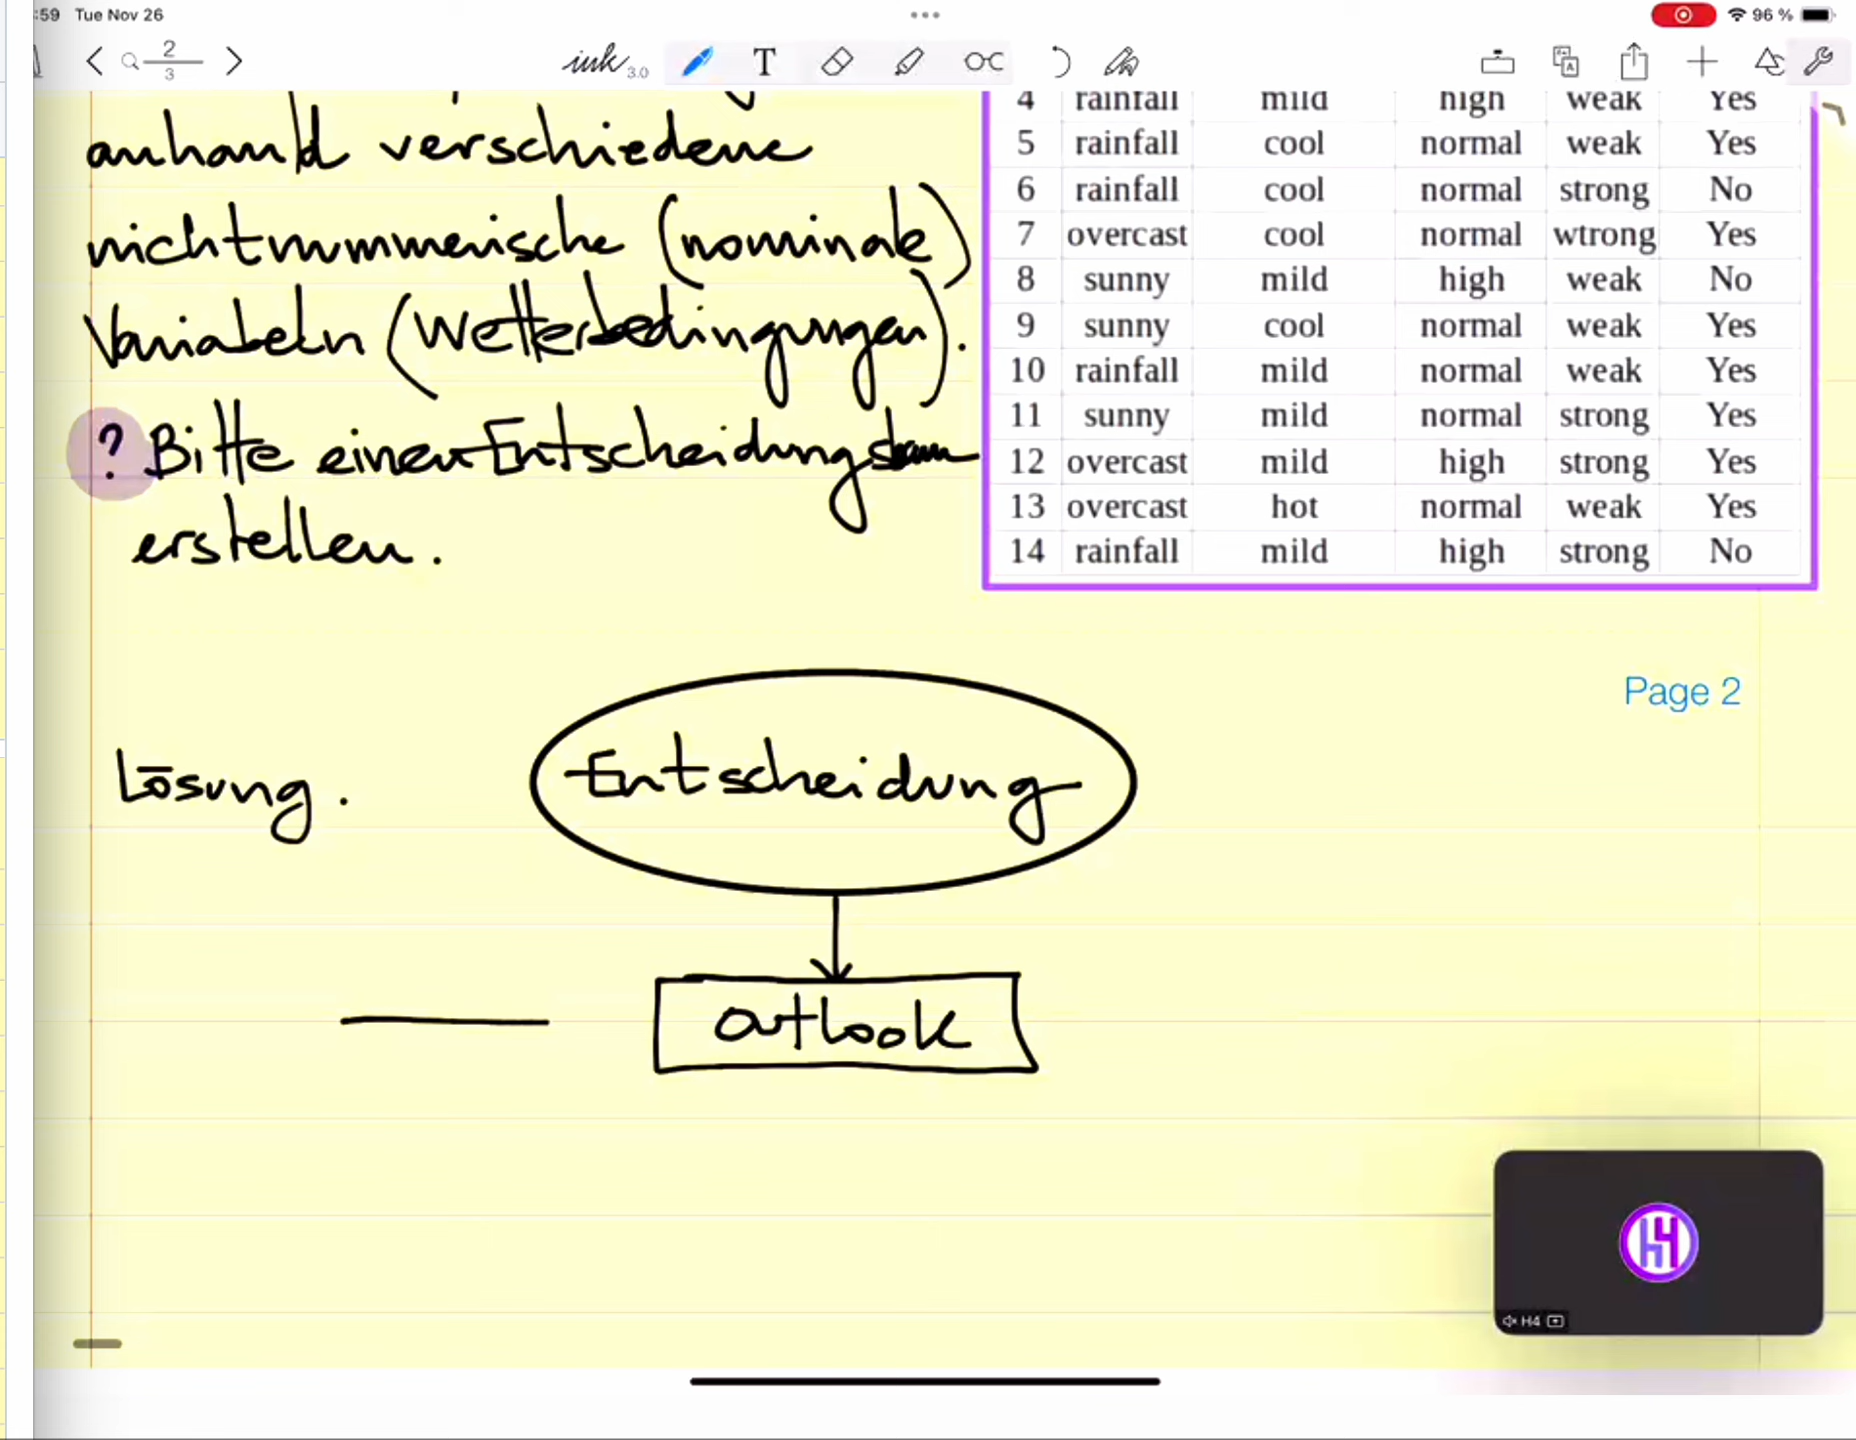 :59 Tue Nov 26
96 %
2
3
ink 3.0
T
anhand verschiedene
nichtnummerische (nominale)
Variabeln (Wetterbedingungen).
? Bitte einen Entscheidungsbaum
erstellen.
4 rainfall mild high weak Yes
5 rainfall cool normal weak Yes
6 rainfall cool normal strong No
7 overcast cool normal wtrong Yes
8 sunny mild high weak No
9 sunny cool normal weak Yes
10 rainfall mild normal weak Yes
11 sunny mild normal strong Yes
12 overcast mild high strong Yes
13 overcast hot normal weak Yes
14 rainfall mild high strong No
Page 2
Lösung.
Entscheidung
outlook
H4
H4